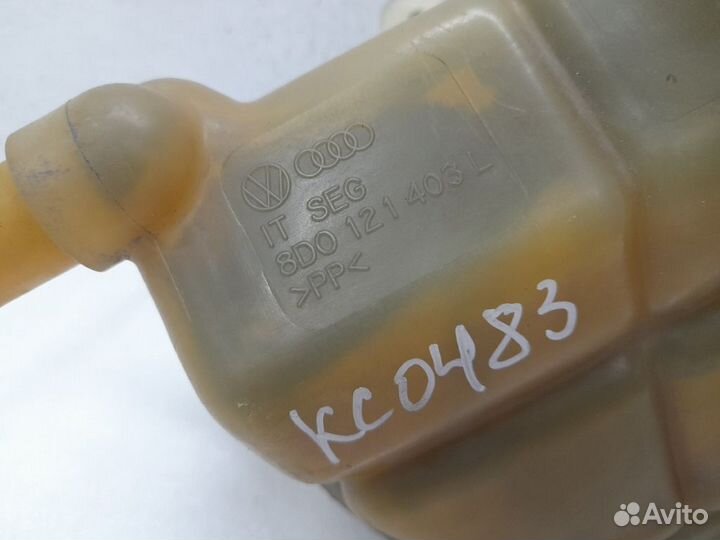 IT SEG
8D0 121 403 L
>PP<
KC0483
Avito